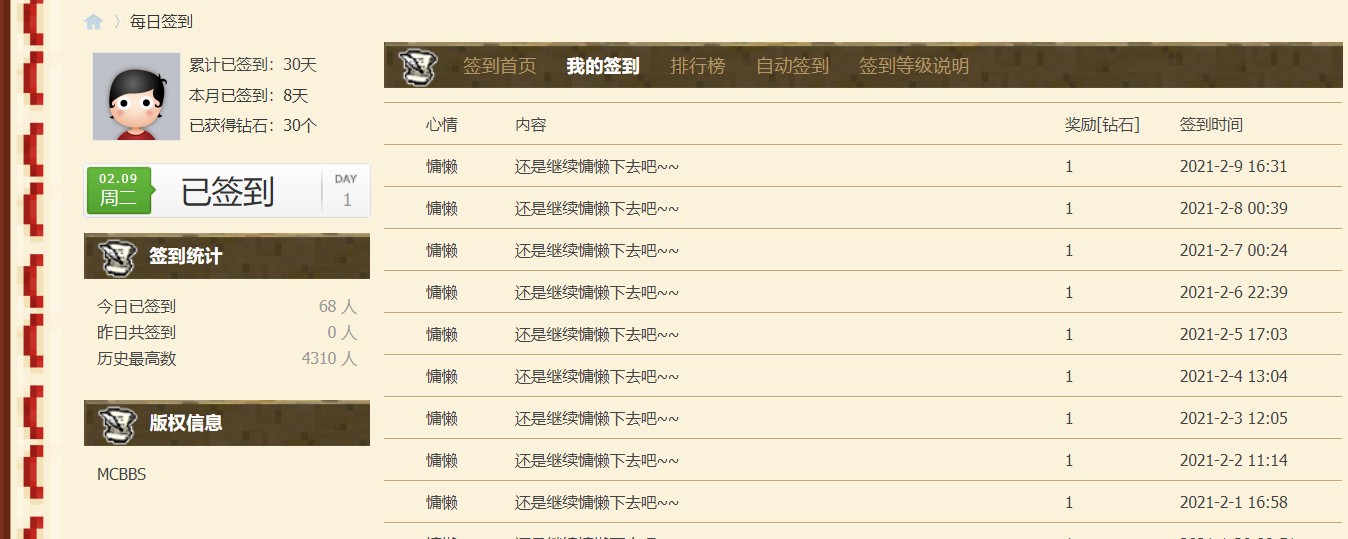 每日签到
累计已签到：30天
本月已签到：8天
已获得钻石：30个
02.09
周二
已签到
DAY
1
签到统计
今日已签到 68 人
昨日共签到 0 人
历史最高数 4310 人
版权信息
MCBBS
签到首页 我的签到 排行榜 自动签到 签到等级说明
心情 内容 奖励[钻石] 签到时间
慵懒 还是继续慵懒下去吧~~ 1 2021-2-9 16:31
慵懒 还是继续慵懒下去吧~~ 1 2021-2-8 00:39
慵懒 还是继续慵懒下去吧~~ 1 2021-2-7 00:24
慵懒 还是继续慵懒下去吧~~ 1 2021-2-6 22:39
慵懒 还是继续慵懒下去吧~~ 1 2021-2-5 17:03
慵懒 还是继续慵懒下去吧~~ 1 2021-2-4 13:04
慵懒 还是继续慵懒下去吧~~ 1 2021-2-3 12:05
慵懒 还是继续慵懒下去吧~~ 1 2021-2-2 11:14
慵懒 还是继续慵懒下去吧~~ 1 2021-2-1 16:58